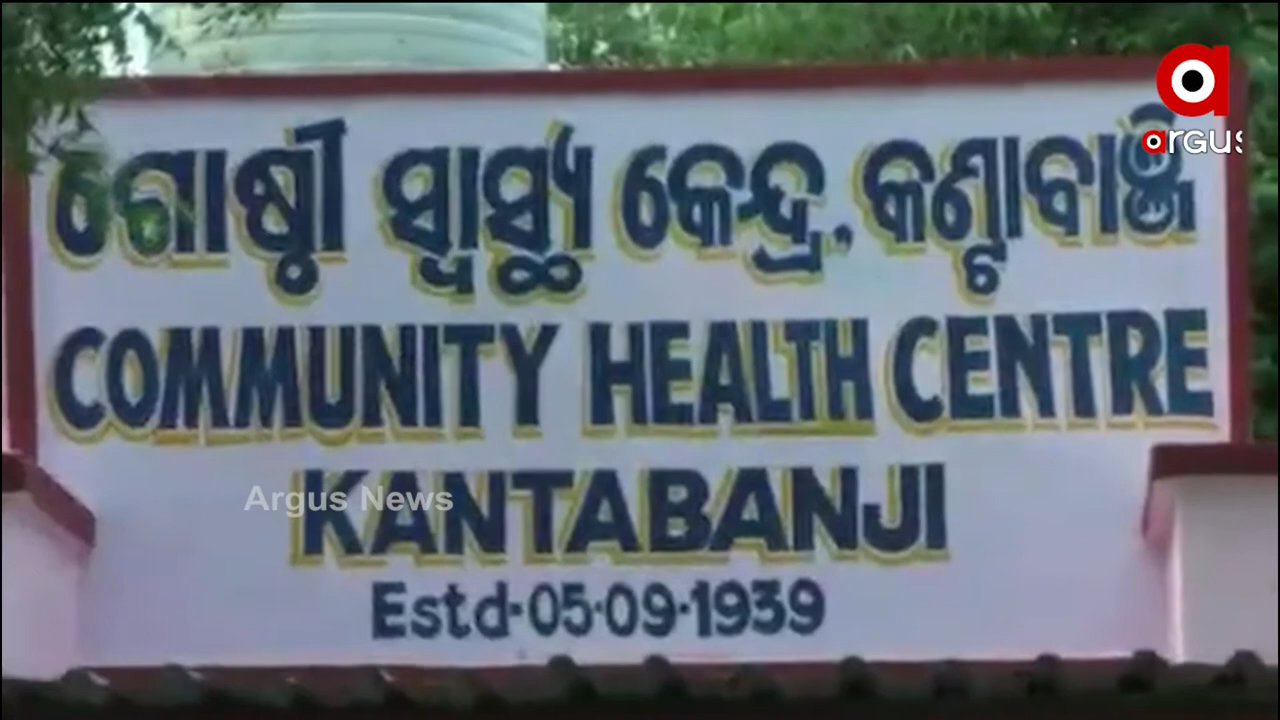 ଗୋଷ୍ଠୀ ସ୍ୱାସ୍ଥ୍ୟ କେନ୍ଦ୍ର, କଣ୍ଟାବାଞ୍ଜି
COMMUNITY HEALTH CENTRE
KANTABANJI
Estd-05-09-1939
argus
Argus News